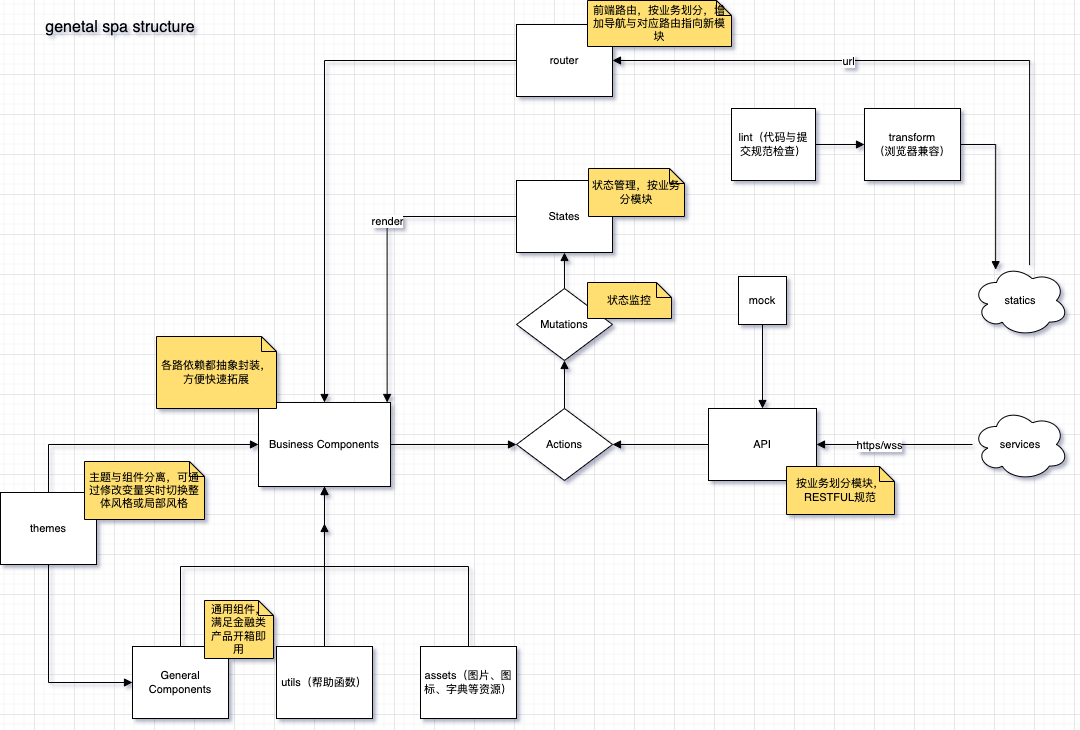 genetal spa structure
前端路由，按业务划分，增
加导航与对应路由指向新模
块
router
url
lint（代码与提
交规范检查）
transform
（浏览器兼容）
状态管理，按业务
分模块
States
render
状态监控
Mutations
mock
statics
各路依赖都抽象封装，
方便快速拓展
Business Components
Actions
API
https/wss
services
按业务划分模块，
RESTFUL规范
主题与组件分离，可通
过修改变量实时切换整
体风格或局部风格
themes
通用组件，
满足金融类
产品开箱即
用
General
Components
utils（帮助函数）
assets（图片、图
标、字典等资源）